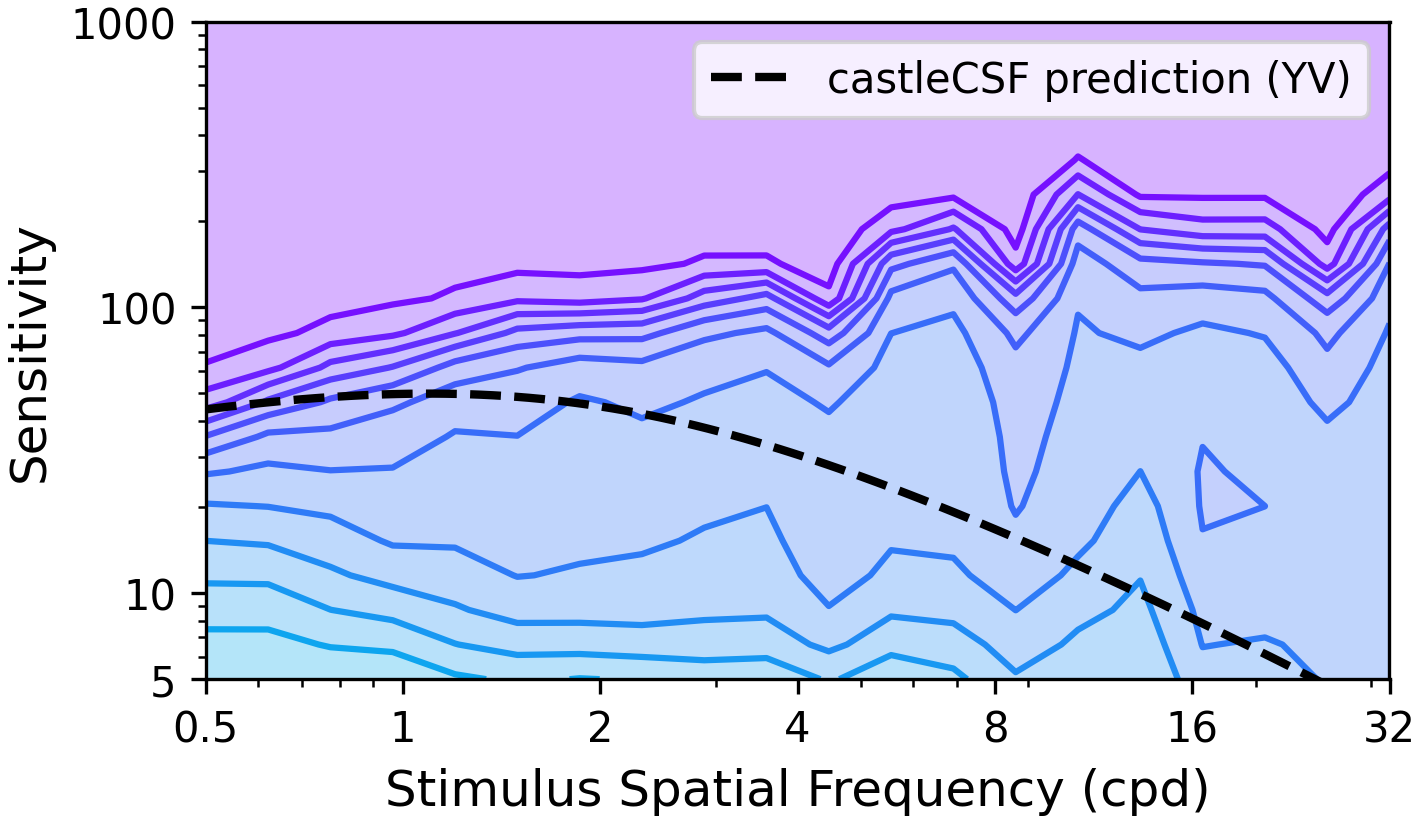 1000
100
10
5
Sensitivity
castleCSF prediction (YV)
0.5 1 2 4 8 16 32
Stimulus Spatial Frequency (cpd)